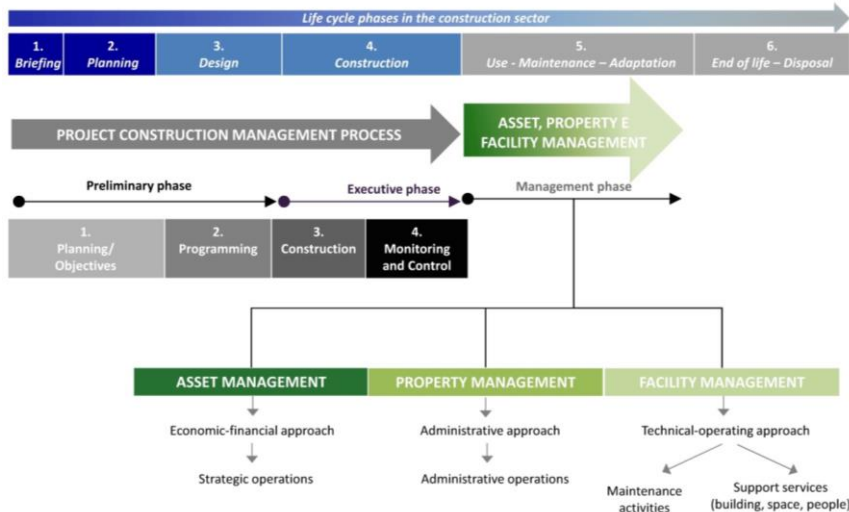 Life cycle phases in the construction sector
1.
Briefing
2.
Planning
3.
Design
4.
Construction
5.
Use - Maintenance – Adaptation
6.
End of life – Disposal
PROJECT CONSTRUCTION MANAGEMENT PROCESS
ASSET, PROPERTY E
FACILITY MANAGEMENT
Preliminary phase
Executive phase
Management phase
1.
Planning/
Objectives
2.
Programming
3.
Construction
4.
Monitoring
and Control
ASSET MANAGEMENT
PROPERTY MANAGEMENT
FACILITY MANAGEMENT
Economic-financial approach
Administrative approach
Technical-operating approach
Strategic operations
Administrative operations
Maintenance
activities
Support services
(building, space, people)